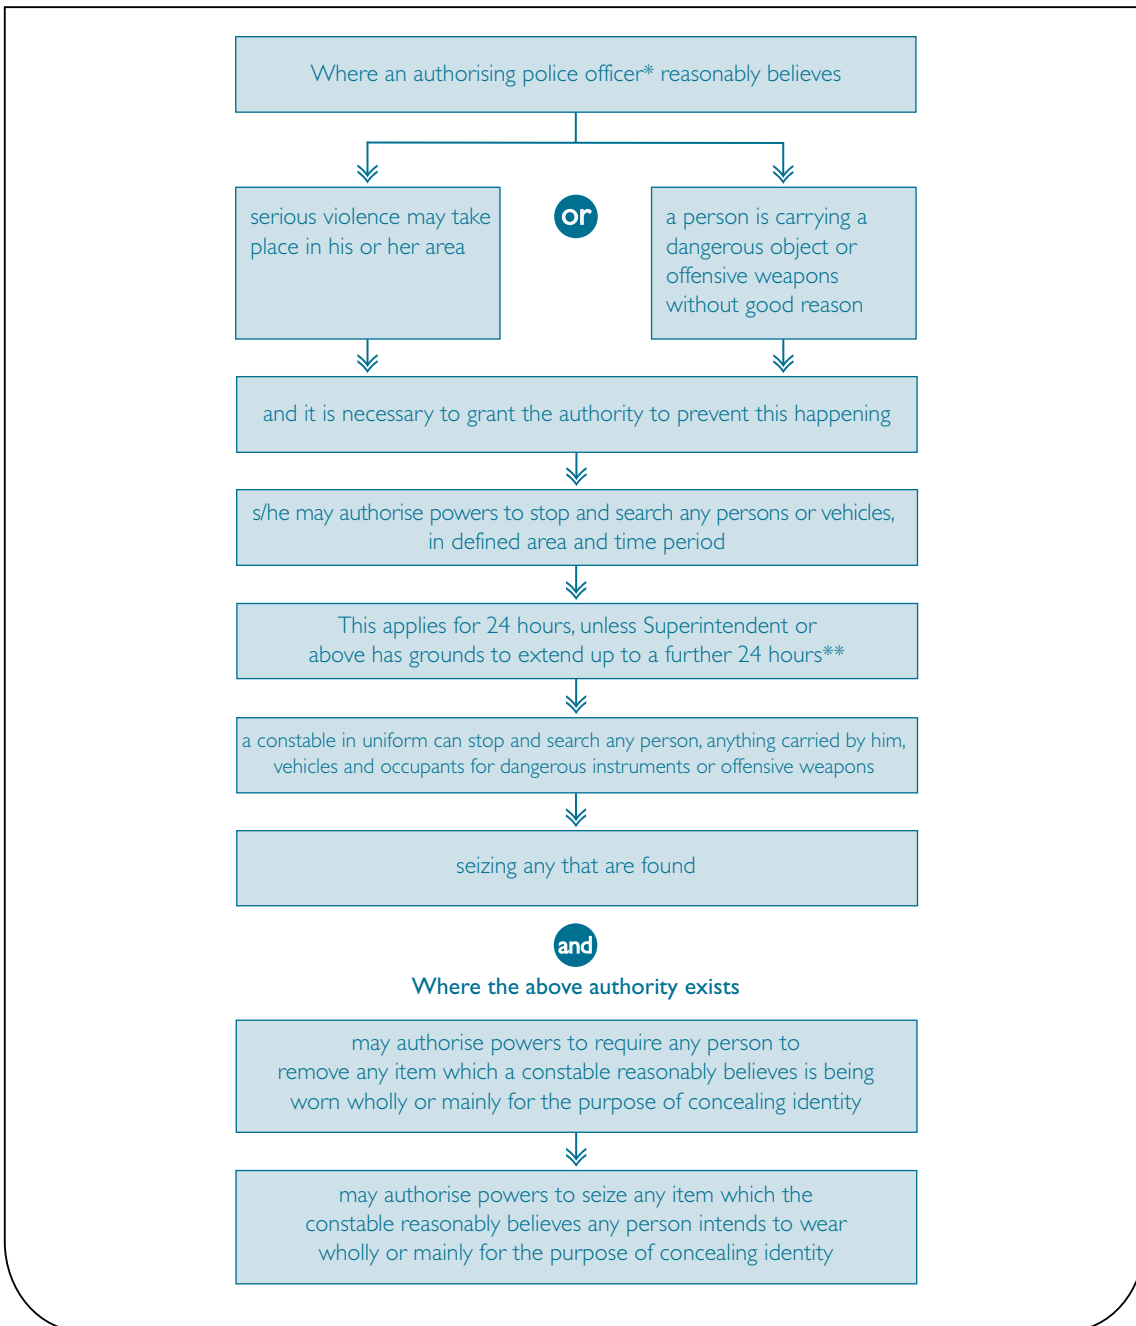 Where an authorising police officer* reasonably believes
serious violence may take
place in his or her area
or
a person is carrying a
dangerous object or
offensive weapons
without good reason
and it is necessary to grant the authority to prevent this happening
s/he may authorise powers to stop and search any persons or vehicles,
in defined area and time period
This applies for 24 hours, unless Superintendent or
above has grounds to extend up to a further 24 hours**
a constable in uniform can stop and search any person, anything carried by him,
vehicles and occupants for dangerous instruments or offensive weapons
seizing any that are found
and
Where the above authority exists
may authorise powers to require any person to
remove any item which a constable reasonably believes is being
worn wholly or mainly for the purpose of concealing identity
may authorise powers to seize any item which the
constable reasonably believes any person intends to wear
wholly or mainly for the purpose of concealing identity